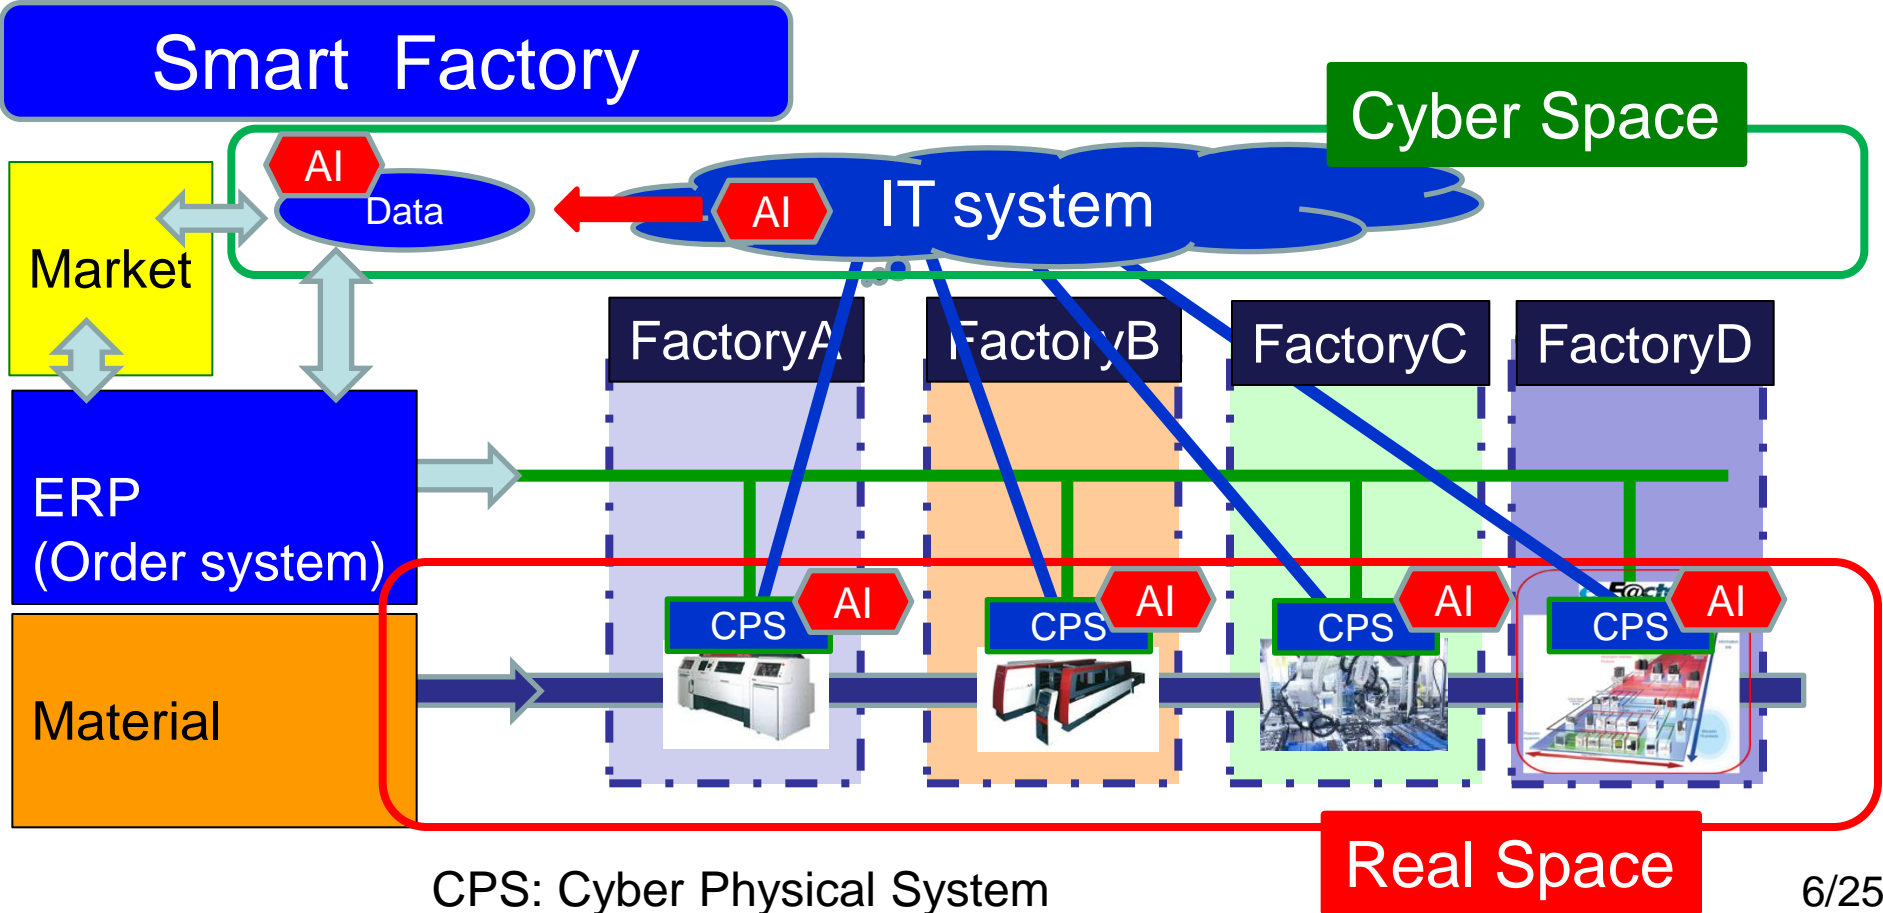 Smart Factory
Cyber Space
AI
Data
AI
IT system
Market
FactoryA
FactoryB
FactoryC
FactoryD
ERP
(Order system)
CPS
AI
CPS
AI
CPS
AI
CPS
AI
Material
Real Space
CPS: Cyber Physical System
6/25